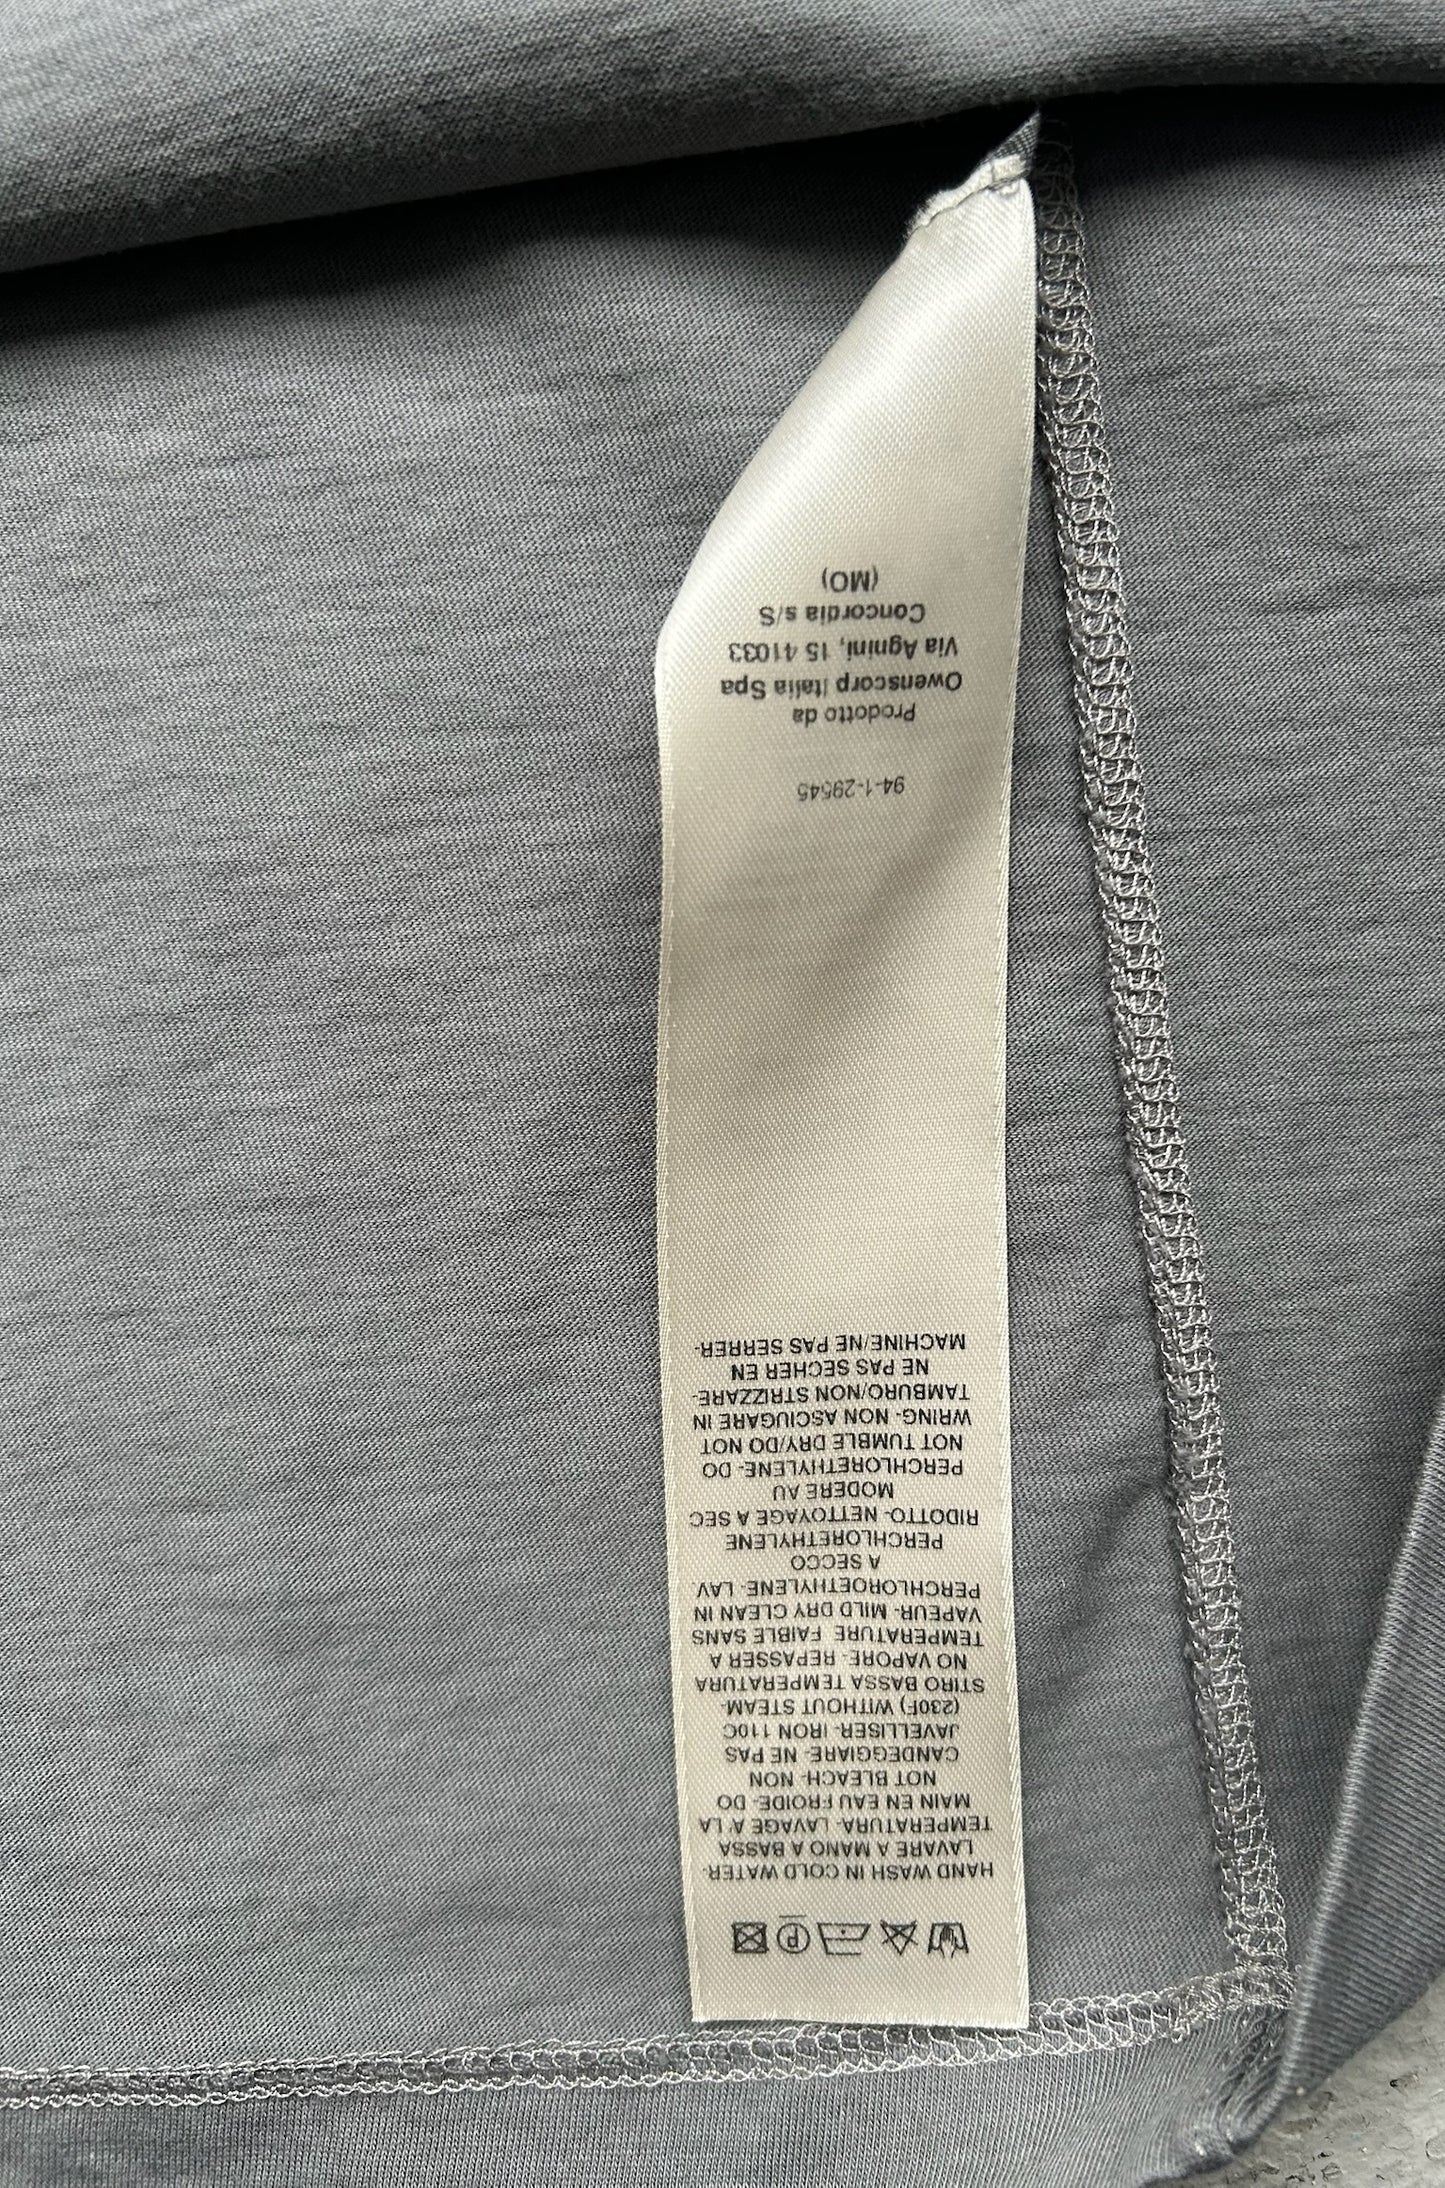 HAND WASH IN COLD WATER-
LAVARE A MANO A BASSA
TEMPERATURA- LAVAGE A' LA
MAIN EN EAU FROIDE- DO
NOT BLEACH- NON
CANDEGGIARE- NE PAS
JAVELLISER- IRON 110C
(230F) WITHOUT STEAM-
STIRO BASSA TEMPERATURA
NO VAPORE- REPASSER A
TEMPERATURE FAIBLE SANS
VAPEUR- MILD DRY CLEAN IN
PERCHLOROETHYLENE- LAV.
A SECCO
PERCHLORETHYLENE
RIDOTTO- NETTOYAGE A SEC
MODERE AU
PERCHLORETHYLENE- DO
NOT TUMBLE DRY/DO NOT
WRING- NON ASCIUGARE IN
TAMBURO/NON STRIZZARE-
NE PAS SECHER EN
MACHINE/NE PAS SERRER-
94-1-29545
Prodotto da
Owenscorp Italia Spa
Via Agnini, 15 41033
Concordia s/S
(MO)